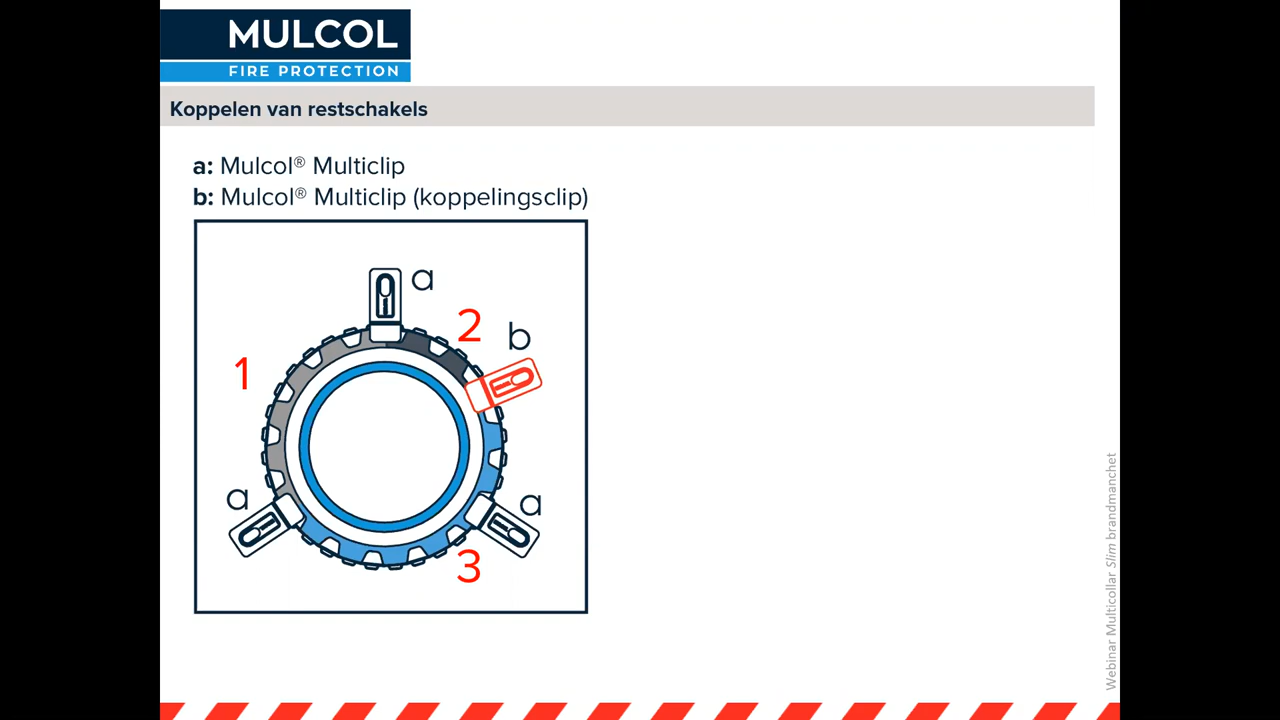 MULCOL
FIRE PROTECTION
Koppelen van restschakels
a: Mulcol® Multiclip
b: Mulcol® Multiclip (koppelingsclip)
a
2
b
1
a
a
3
Webinar Multicollar Slim brandmanchet